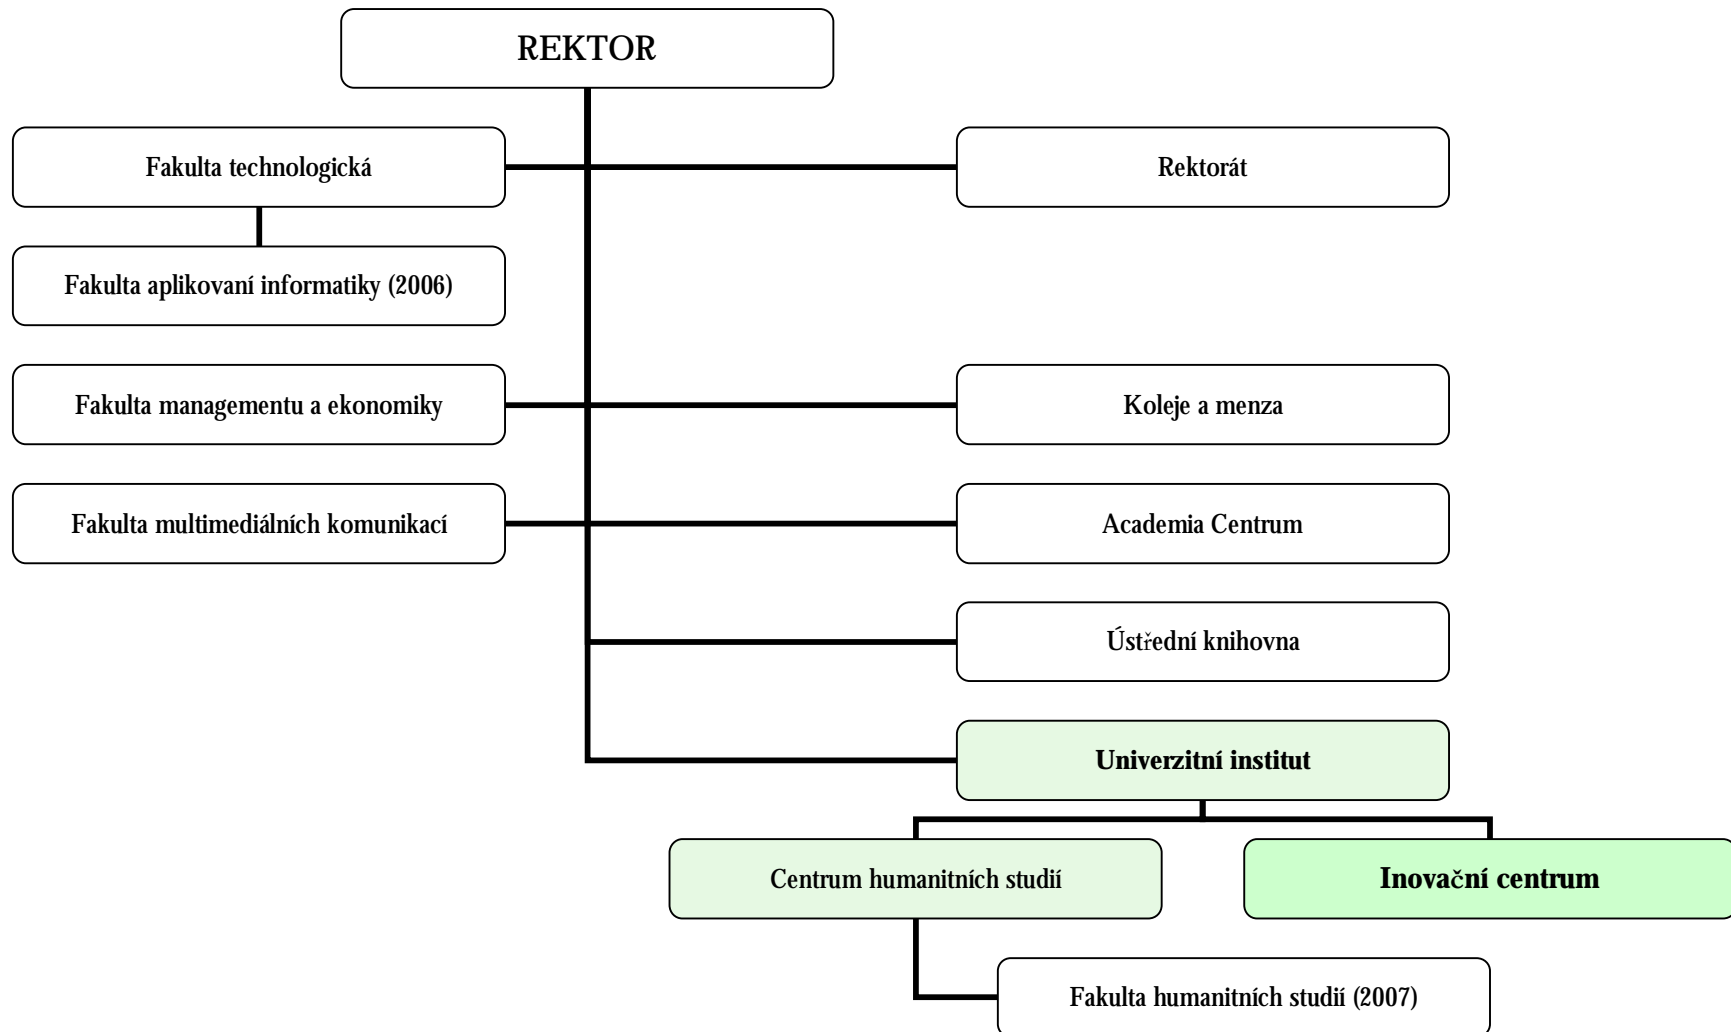 REKTOR
Fakulta technologická
Rektorát
Fakulta aplikovaní informatiky (2006)
Fakulta managementu a ekonomiky
Koleje a menza
Fakulta multimediálních komunikací
Academia Centrum
Ústřední knihovna
Univerzitní institut
Centrum humanitních studií
Inovační centrum
Fakulta humanitních studií (2007)